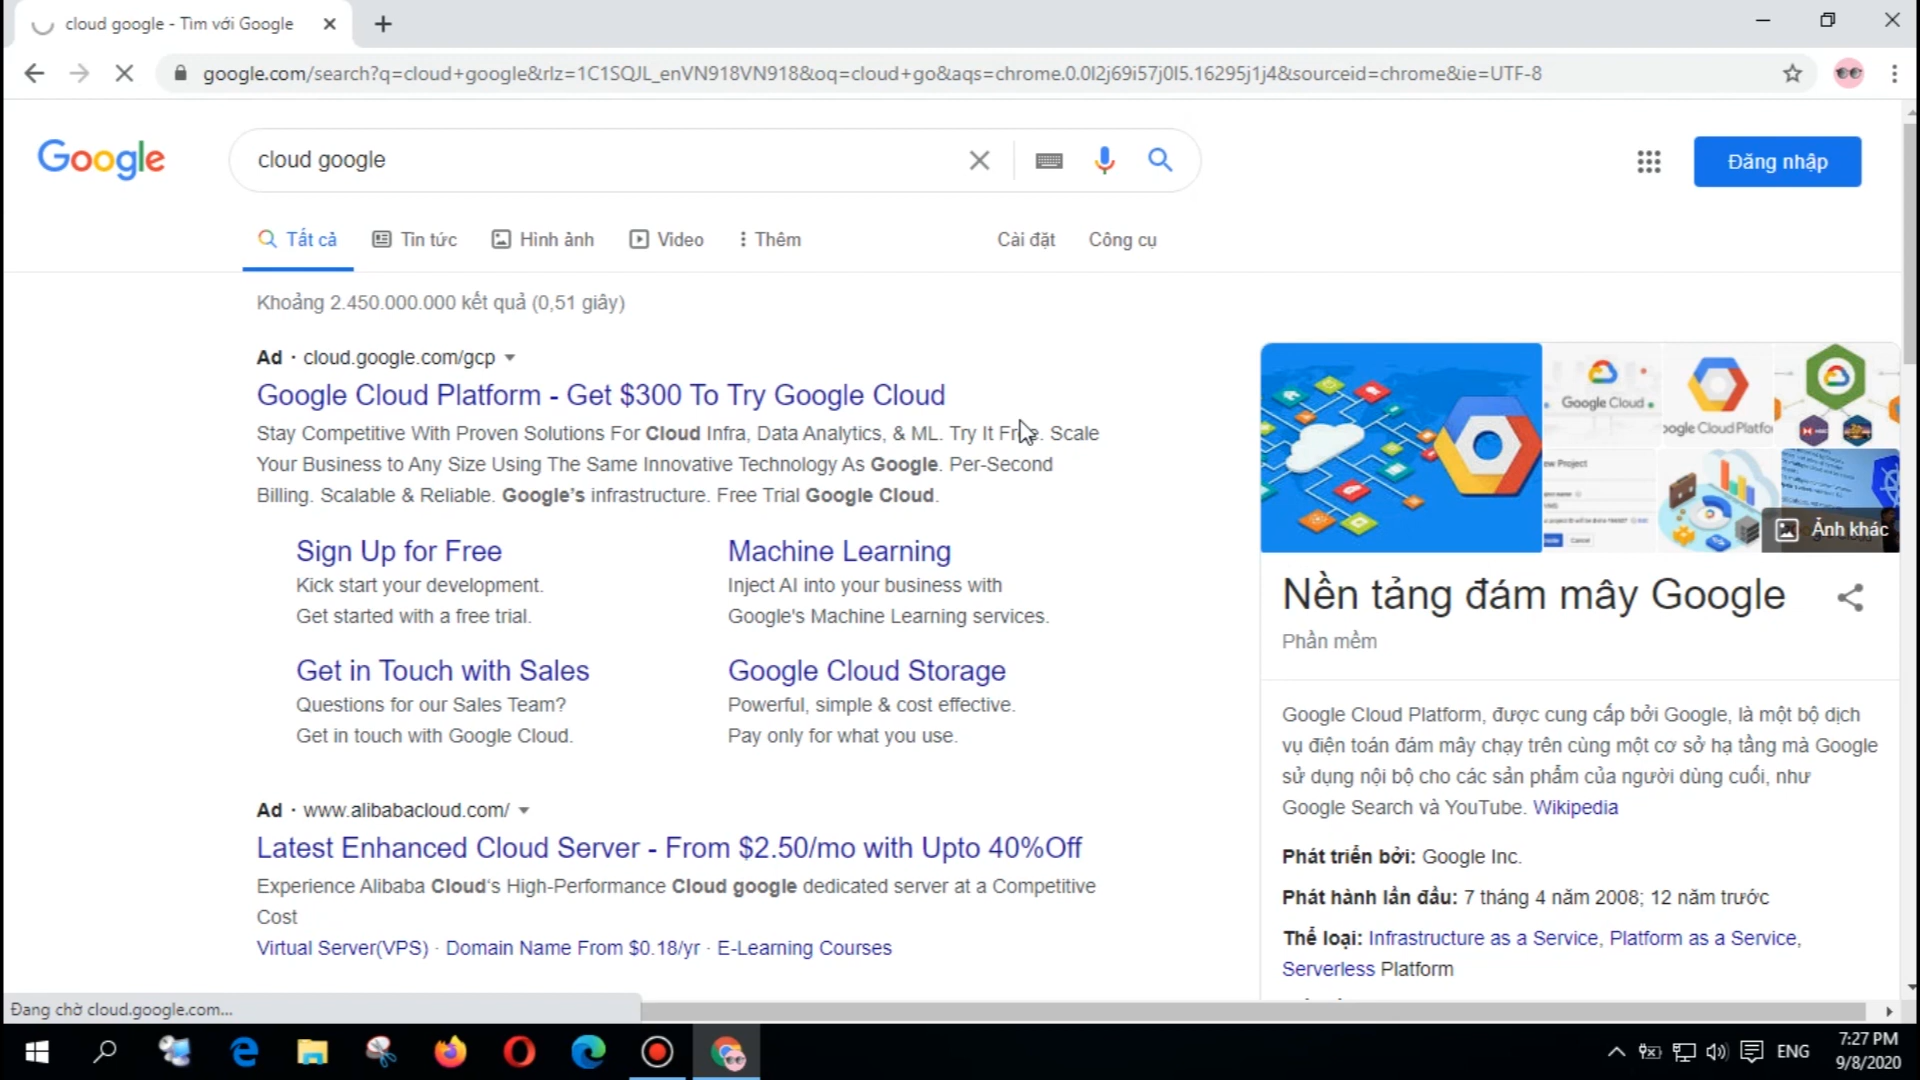 cloud google - Tìm với Google
google.com/search?q=cloud+google&rlz=1C1SQJL_enVN918VN918&oq=cloud+go&aqs=chrome.0.0l2j69i57j0l5.16295j1j4&sourceid=chrome&ie=UTF-8
Google
cloud google
Đăng nhập
Tất cả
Tin tức
Hình ảnh
Video
Thêm
Cài đặt
Công cụ
Khoảng 2.450.000.000 kết quả (0,51 giây)
Ad · cloud.google.com/gcp
Google Cloud Platform - Get $300 To Try Google Cloud
Stay Competitive With Proven Solutions For Cloud Infra, Data Analytics, & ML. Try It Free. Scale
Your Business to Any Size Using The Same Innovative Technology As Google. Per-Second
Billing. Scalable & Reliable. Google's infrastructure. Free Trial Google Cloud.
Sign Up for Free
Kick start your development.
Get started with a free trial.
Machine Learning
Inject AI into your business with
Google's Machine Learning services.
Get in Touch with Sales
Questions for our Sales Team?
Get in touch with Google Cloud.
Google Cloud Storage
Powerful, simple & cost effective.
Pay only for what you use.
Ad · www.alibabacloud.com/
Latest Enhanced Cloud Server - From $2.50/mo with Upto 40%Off
Experience Alibaba Cloud's High-Performance Cloud google dedicated server at a Competitive
Cost
Virtual Server(VPS) · Domain Name From $0.18/yr · E-Learning Courses
Google Cloud
oogle Cloud Platfo
ew Project
Cancel
Ảnh khác
Nền tảng đám mây Google
Phần mềm
Google Cloud Platform, được cung cấp bởi Google, là một bộ dịch
vụ điện toán đám mây chạy trên cùng một cơ sở hạ tầng mà Google
sử dụng nội bộ cho các sản phẩm của người dùng cuối, như
Google Search và YouTube. Wikipedia
Phát triển bởi: Google Inc.
Phát hành lần đầu: 7 tháng 4 năm 2008; 12 năm trước
Thể loại: Infrastructure as a Service, Platform as a Service,
Serverless Platform
Đang chờ cloud.google.com...
ENG
7:27 PM
9/8/2020